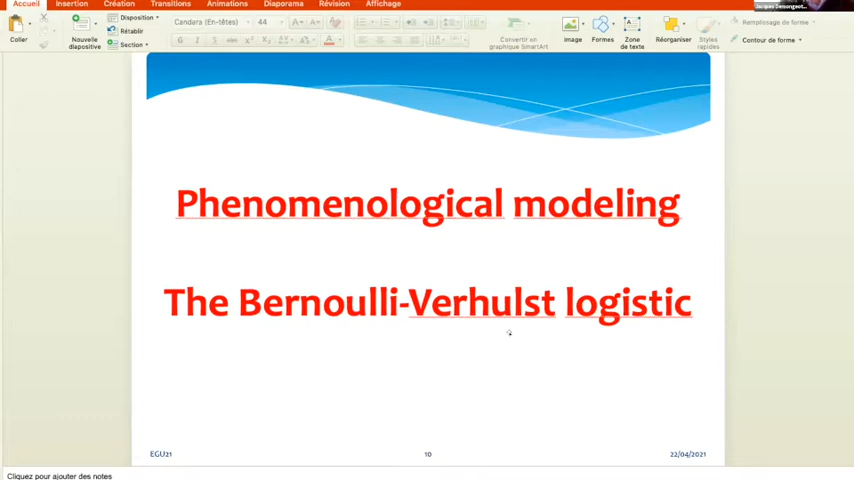 Accueil Insertion Création Transitions Animations Diaporama Révision Affichage
Coller
Nouvelle diapositive
Disposition
Rétablir
Section
Candara (En-têtes) 44
G I S
Convertir en graphique SmartArt
Image
Formes
Zone de texte
Réorganiser
Styles rapides
Remplissage de forme
Contour de forme
Phenomenological modeling
The Bernoulli-Verhulst logistic
EGU21 10 22/04/2021
Cliquez pour ajouter des notes